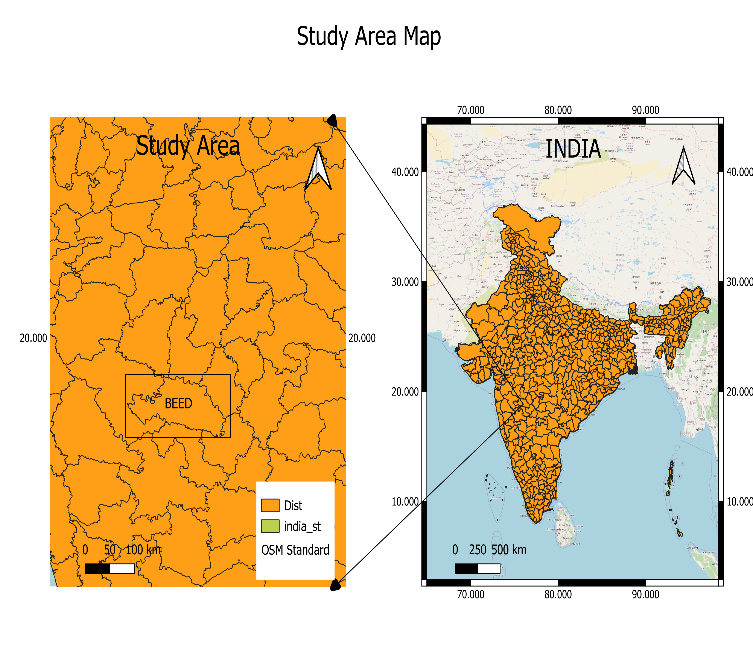 Study Area Map
Study Area
20.000
20.000
BEED
Dist
india_st
OSM Standard
0 50 100 km
70.000 80.000 90.000
INDIA
40.000 40.000
30.000 30.000
20.000 20.000
10.000 10.000
0 250 500 km
70.000 80.000 90.000